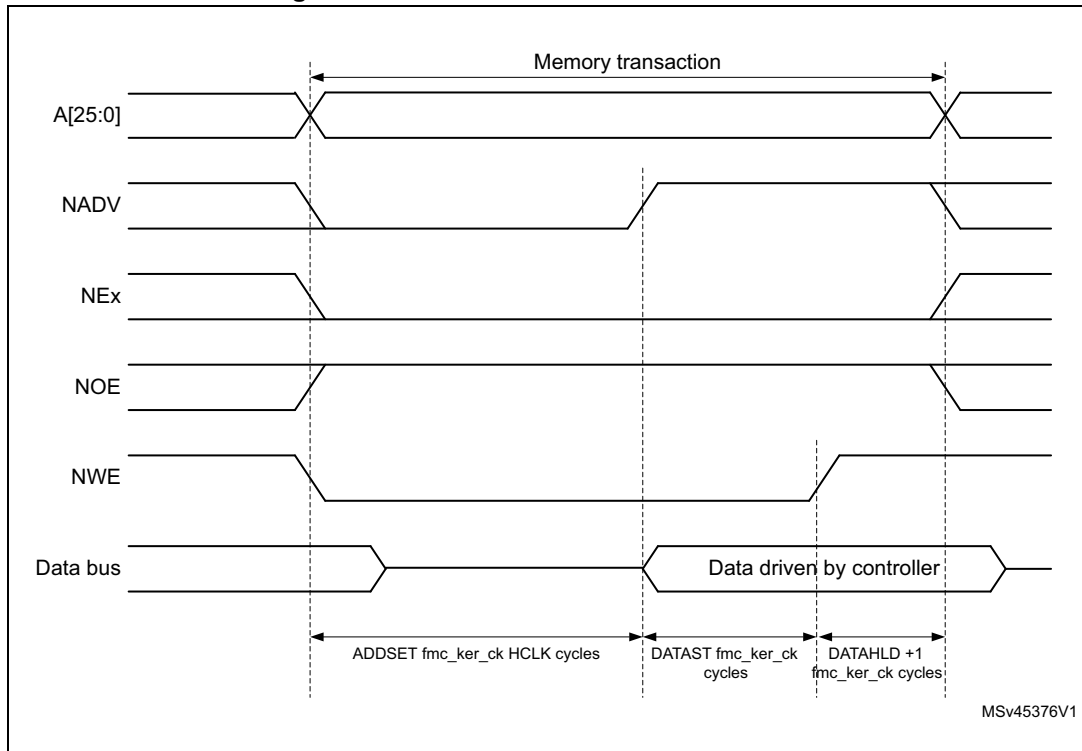 Memory transaction
A[25:0]
NADV
NEx
NOE
NWE
Data bus
Data driven by controller
ADDSET fmc_ker_ck HCLK cycles
DATAST fmc_ker_ck
cycles
DATAHLD +1
fmc_ker_ck cycles
MSv45376V1